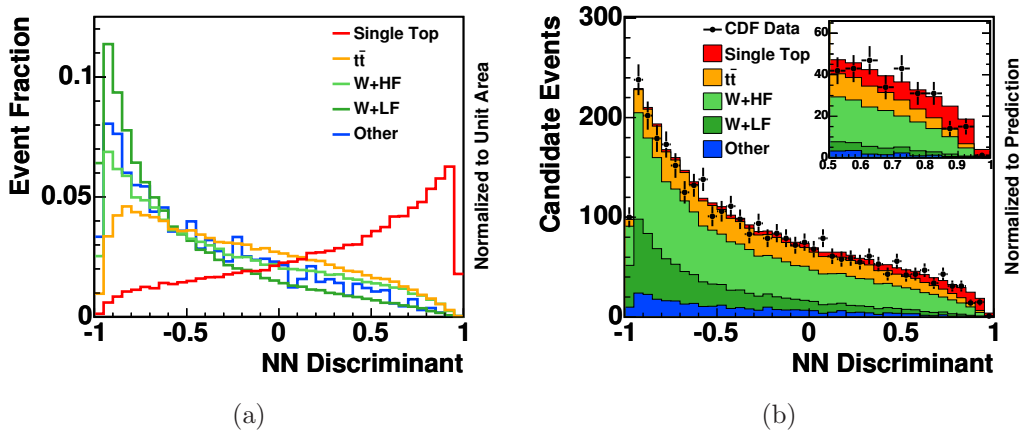 Event Fraction
0.1
0.05
0
Single Top
tt̄
W+HF
W+LF
Other
Normalized to Unit Area
-1 -0.5 0 0.5 1
NN Discriminant
(a)
Candidate Events
300
200
100
0
CDF Data
Single Top
tt̄
W+HF
W+LF
Other
60
40
20
0
0.5 0.6 0.7 0.8 0.9 1
Normalized to Prediction
-1 -0.5 0 0.5 1
NN Discriminant
(b)